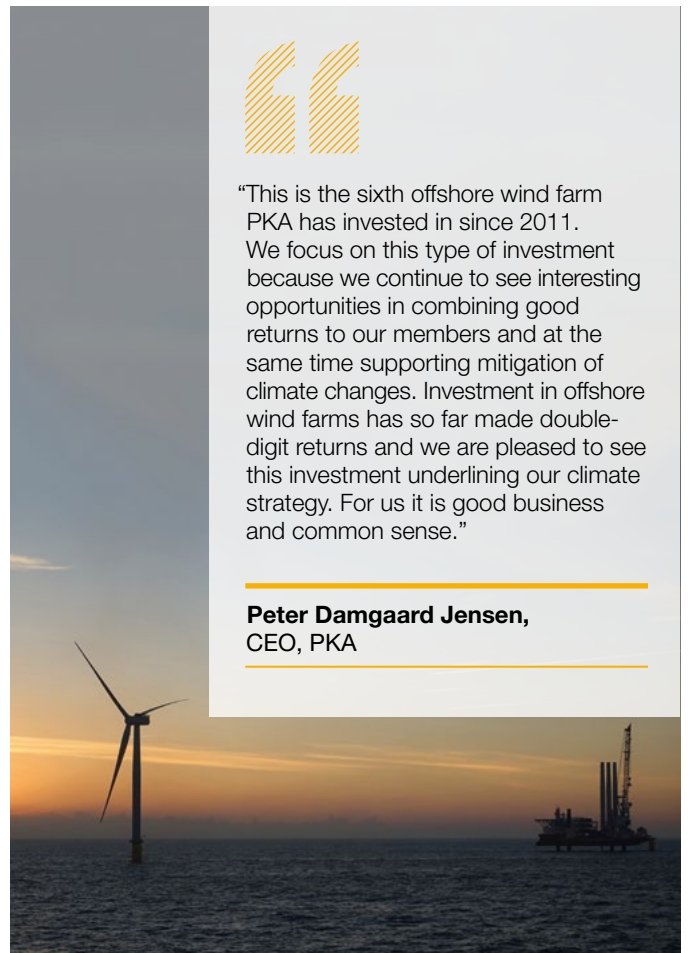 “This is the sixth offshore wind farm
PKA has invested in since 2011.
We focus on this type of investment
because we continue to see interesting
opportunities in combining good
returns to our members and at the
same time supporting mitigation of
climate changes. Investment in offshore
wind farms has so far made double-
digit returns and we are pleased to see
this investment underlining our climate
strategy. For us it is good business
and common sense.”
Peter Damgaard Jensen,
CEO, PKA